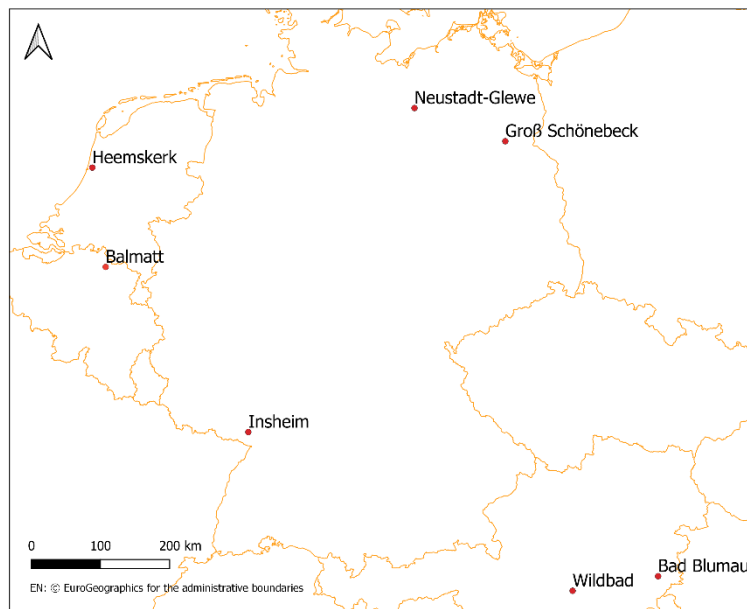 Neustadt-Glewe
Groß Schönebeck
Heemskerk
Balmatt
Insheim
0 100 200 km
Wildbad
Bad Blumau
EN: © EuroGeographics for the administrative boundaries